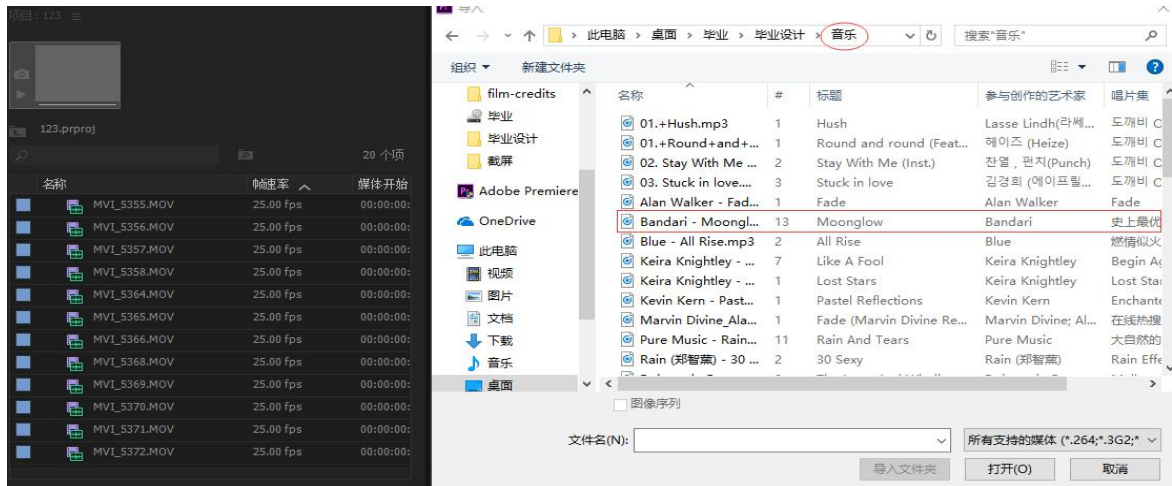 项目: 123
123.prproj
20 个项
名称 帧速率 媒体开始
MVI_5355.MOV 25.00 fps 00:00:00:
MVI_5356.MOV 25.00 fps 00:00:00:
MVI_5357.MOV 25.00 fps 00:00:00:
MVI_5358.MOV 25.00 fps 00:00:00:
MVI_5364.MOV 25.00 fps 00:00:00:
MVI_5365.MOV 25.00 fps 00:00:00:
MVI_5366.MOV 25.00 fps 00:00:00:
MVI_5368.MOV 25.00 fps 00:00:00:
MVI_5369.MOV 25.00 fps 00:00:00:
MVI_5370.MOV 25.00 fps 00:00:00:
MVI_5371.MOV 25.00 fps 00:00:00:
MVI_5372.MOV 25.00 fps 00:00:00:
导入
此电脑 › 桌面 › 毕业 › 毕业设计 › 音乐
搜索"音乐"
组织 新建文件夹
film-credits
毕业
毕业设计
截屏
Adobe Premiere
OneDrive
此电脑
视频
图片
文档
下载
音乐
桌面
名称 # 标题 参与创作的艺术家 唱片集
01.+Hush.mp3 1 Hush Lasse Lindh(라쎄... 도깨비 C
01.+Round+and+... 1 Round and round (Feat... 헤이즈 (Heize) 도깨비 C
02. Stay With Me ... 2 Stay With Me (Inst.) 찬열 , 펀치(Punch) 도깨비 C
03. Stuck in love.... 3 Stuck in love 김경희 (에이프릴... 도깨비 C
Alan Walker - Fad... 1 Fade Alan Walker Fade
Bandari - Moongl... 13 Moonglow Bandari 史上最优
Blue - All Rise.mp3 2 All Rise Blue 燃情似火
Keira Knightley - ... 7 Like A Fool Keira Knightley Begin Ag
Keira Knightley - ... 1 Lost Stars Keira Knightley Lost Star
Kevin Kern - Past... 1 Pastel Reflections Kevin Kern Enchante
Marvin Divine_Ala... 1 Fade (Marvin Divine Re... Marvin Divine; Al... 在线热搜
Pure Music - Rain... 11 Rain And Tears Pure Music 大自然的
Rain (郑智薰) - 30 ... 2 30 Sexy Rain (郑智薰) Rain Effe
图像序列
文件名(N):
所有支持的媒体 (*.264;*.3G2;*
导入文件夹 打开(O) 取消